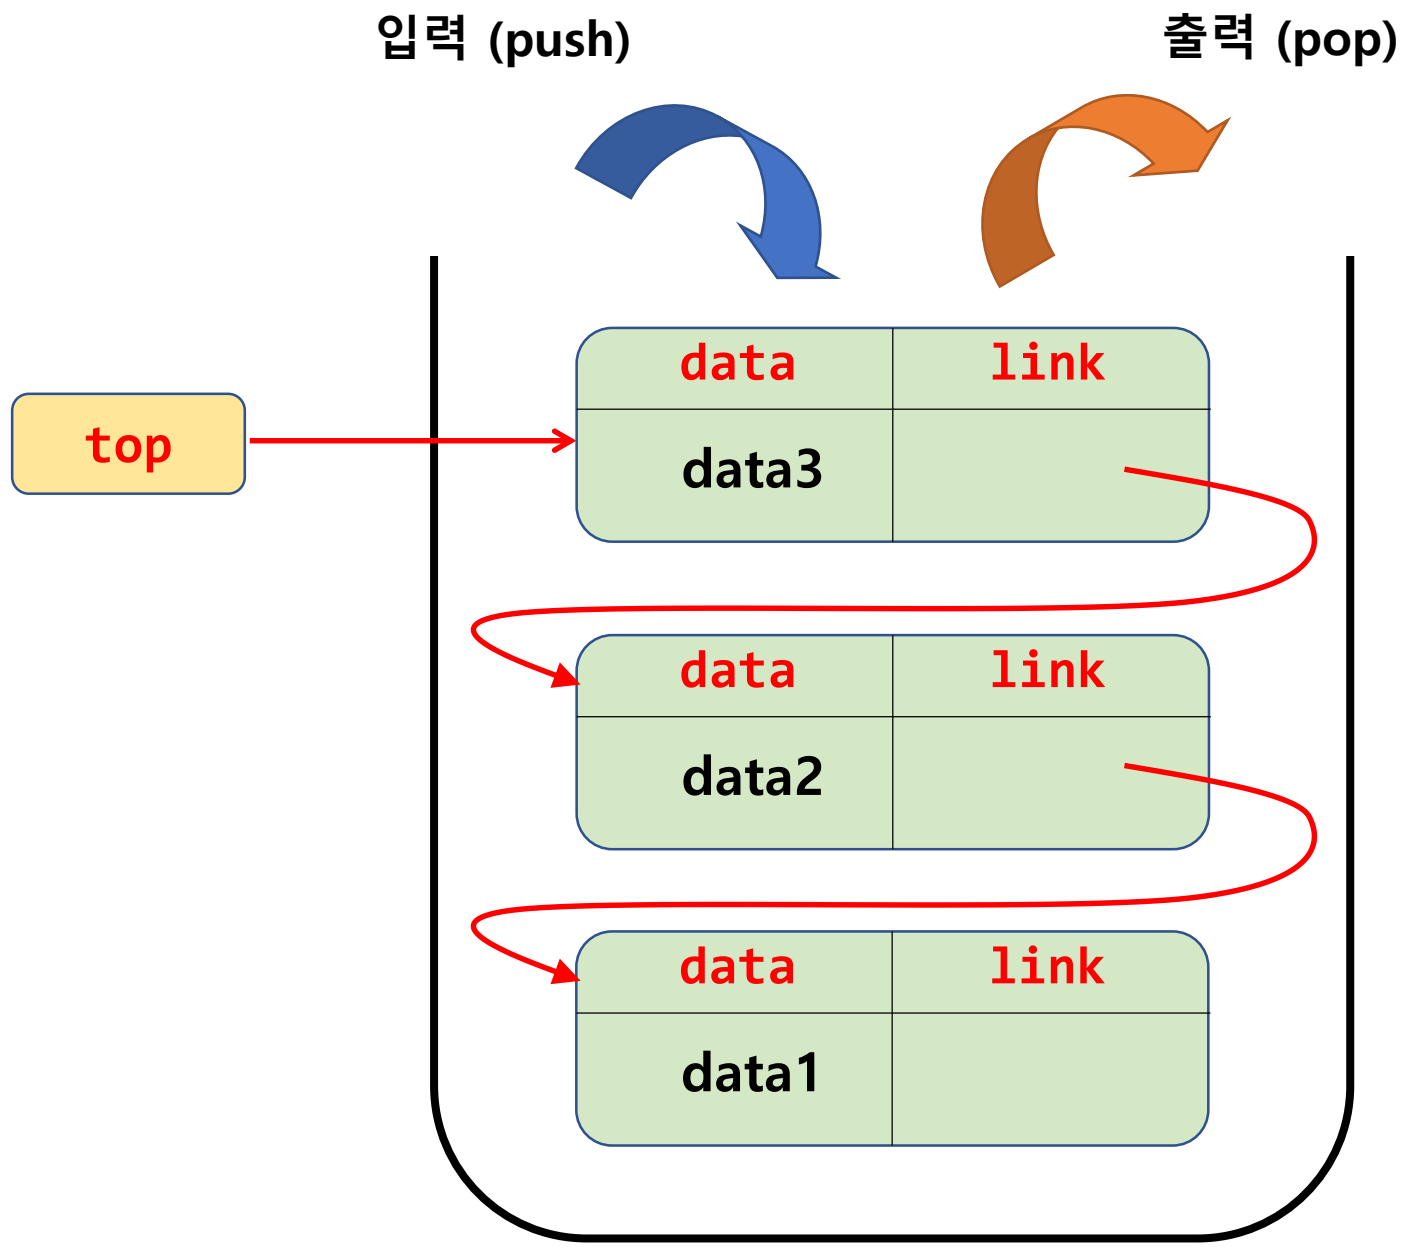 입력 (push)
출력 (pop)
data link
top
data3
data link
data2
data link
data1